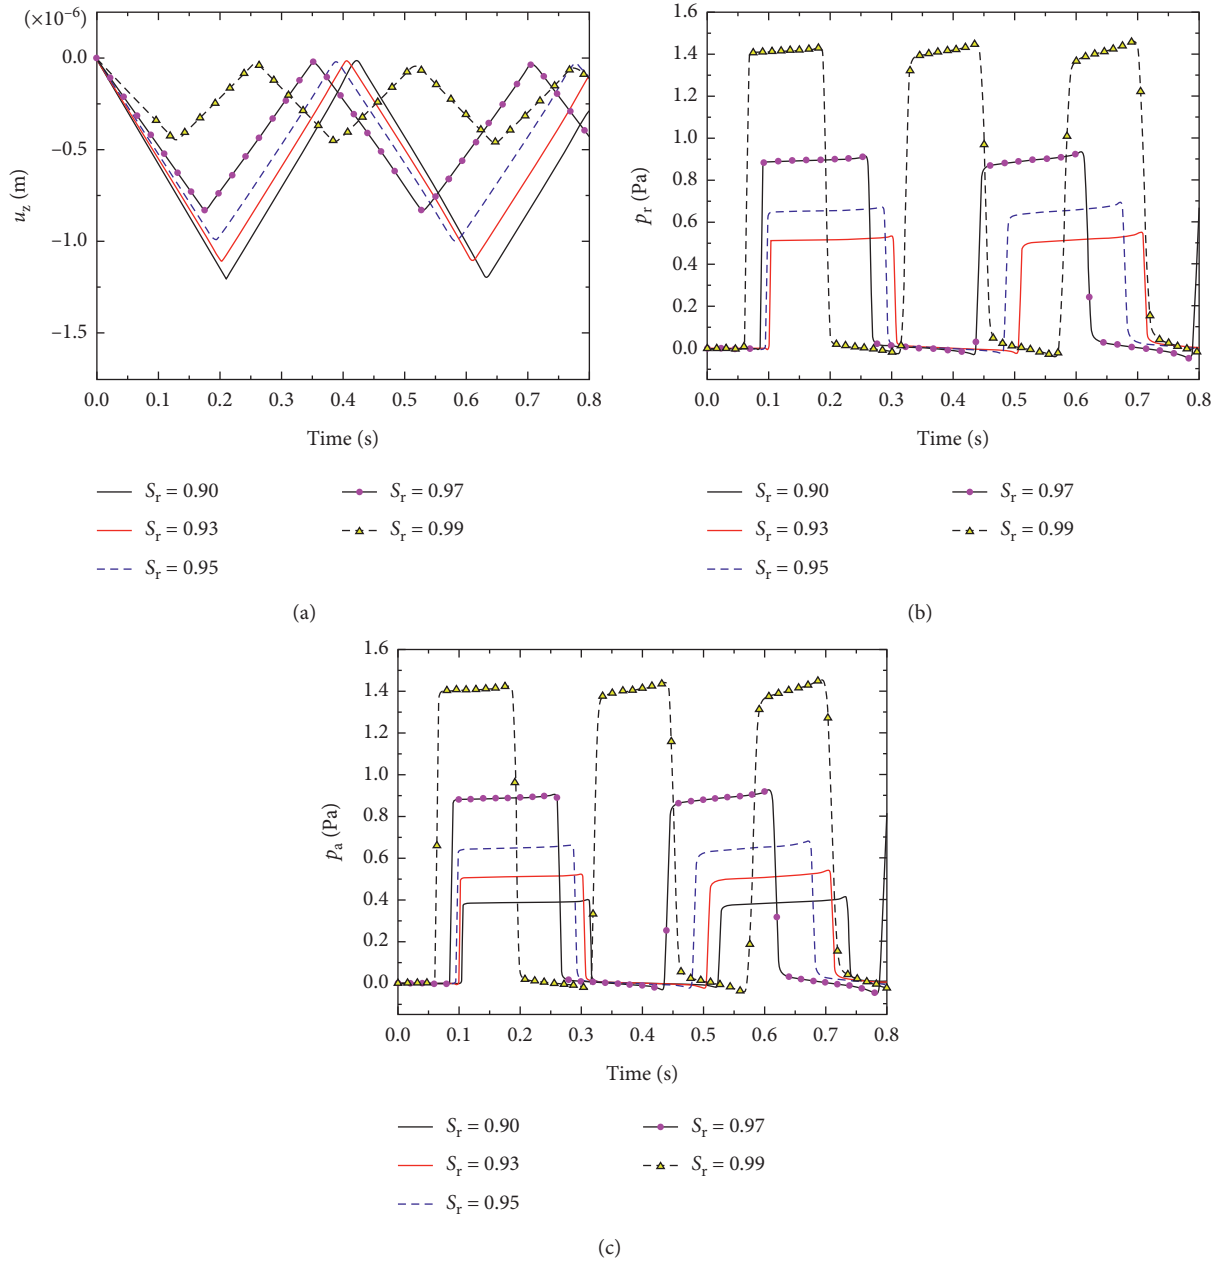 (×10⁻⁶)
0.0
−0.5
−1.0
−1.5
u_z (m)
0.0 0.1 0.2 0.3 0.4 0.5 0.6 0.7 0.8
Time (s)
S_r = 0.90
S_r = 0.93
S_r = 0.95
S_r = 0.97
S_r = 0.99
(a)
1.6
1.4
1.2
1.0
0.8
0.6
0.4
0.2
0.0
p_r (Pa)
0.0 0.1 0.2 0.3 0.4 0.5 0.6 0.7 0.8
Time (s)
S_r = 0.90
S_r = 0.93
S_r = 0.95
S_r = 0.97
S_r = 0.99
(b)
1.6
1.4
1.2
1.0
0.8
0.6
0.4
0.2
0.0
p_a (Pa)
0.0 0.1 0.2 0.3 0.4 0.5 0.6 0.7 0.8
Time (s)
S_r = 0.90
S_r = 0.93
S_r = 0.95
S_r = 0.97
S_r = 0.99
(c)